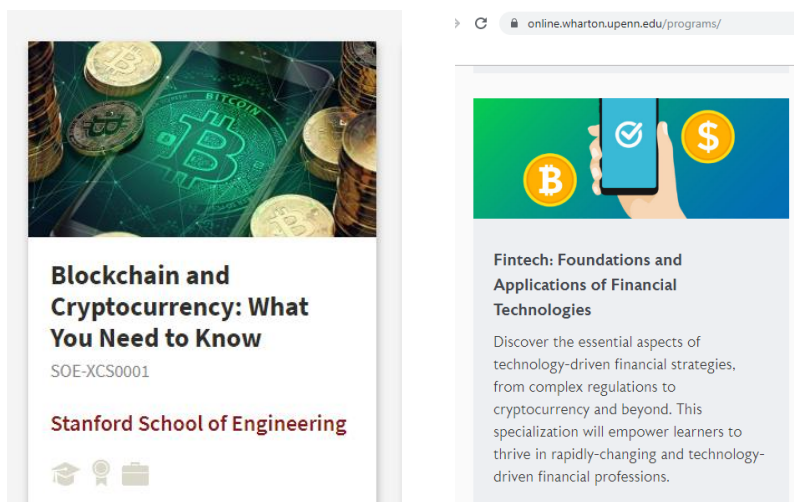 BITCOIN
Blockchain and
Cryptocurrency: What
You Need to Know
SOE-XCS0001
Stanford School of Engineering
online.wharton.upenn.edu/programs/
Fintech: Foundations and
Applications of Financial
Technologies
Discover the essential aspects of
technology-driven financial strategies,
from complex regulations to
cryptocurrency and beyond. This
specialization will empower learners to
thrive in rapidly-changing and technology-
driven financial professions.